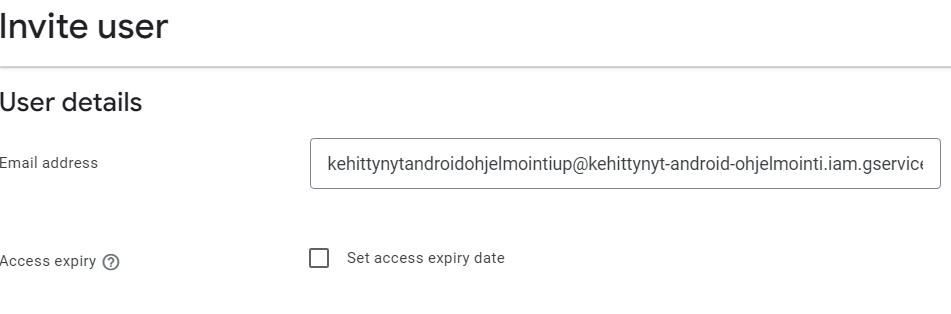 Invite user
User details
Email address
kehittynytandroidohjelmointiup@kehittynyt-android-ohjelmointi.iam.gservice
Access expiry ?
Set access expiry date